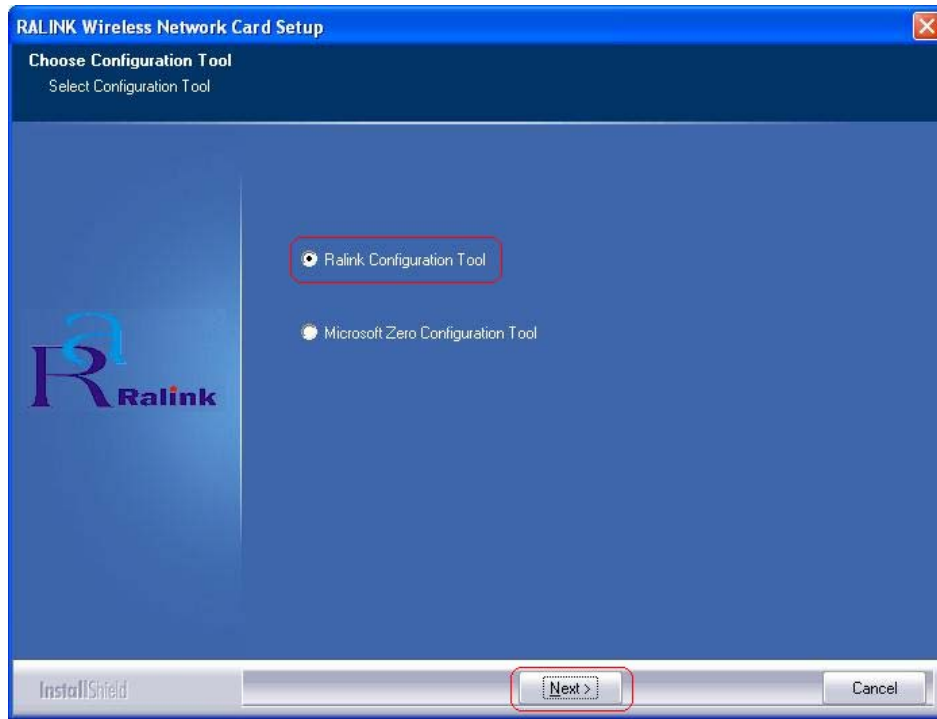 RALINK Wireless Network Card Setup
Choose Configuration Tool
Select Configuration Tool
Ralink Configuration Tool
Microsoft Zero Configuration Tool
Ra
Ralink
InstallShield
Next >
Cancel